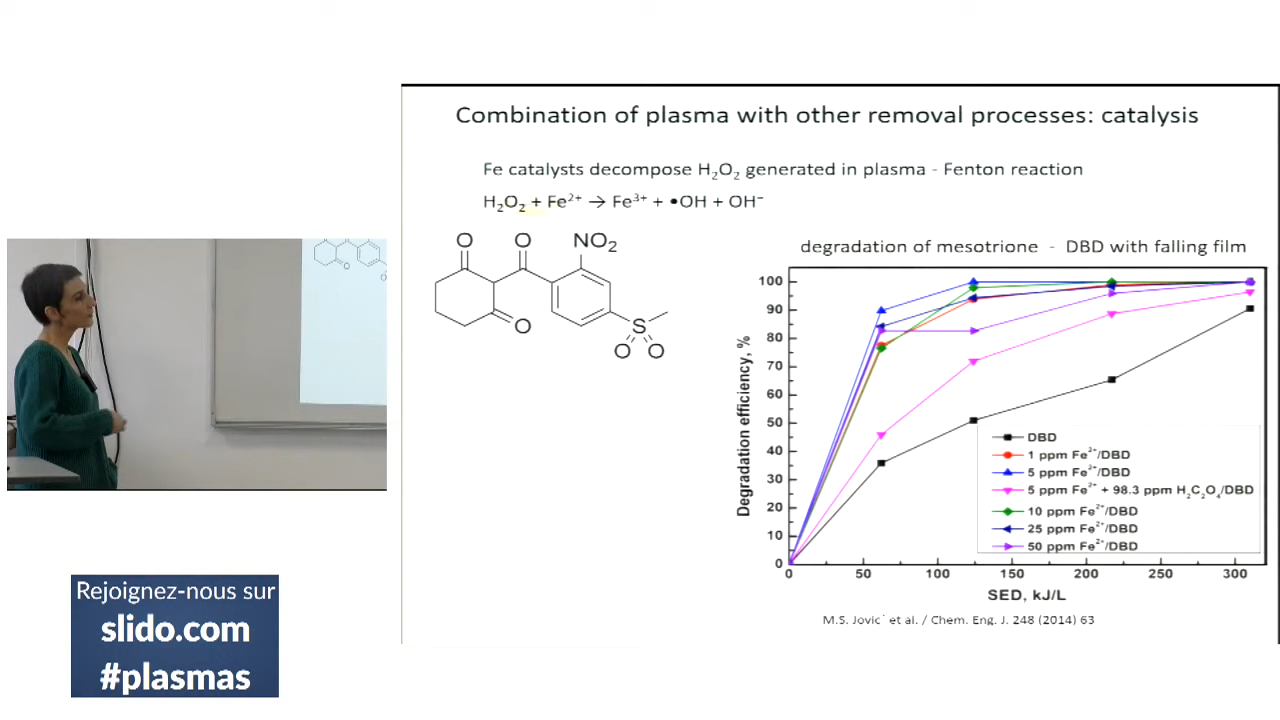 Combination of plasma with other removal processes: catalysis
Fe catalysts decompose H₂O₂ generated in plasma - Fenton reaction
H₂O₂ + Fe²⁺ → Fe³⁺ + •OH + OH⁻
O
O
NO₂
O
S
O
O
degradation of mesotrione - DBD with falling film
Degradation efficiency, %
100
90
80
70
60
50
40
30
20
10
0
DBD
1 ppm Fe²⁺/DBD
5 ppm Fe²⁺/DBD
5 ppm Fe²⁺ + 98.3 ppm H₂C₂O₄/DBD
10 ppm Fe²⁺/DBD
25 ppm Fe²⁺/DBD
50 ppm Fe²⁺/DBD
0 50 100 150 200 250 300
SED, kJ/L
M.S. Jovic´ et al. / Chem. Eng. J. 248 (2014) 63
Rejoignez-nous sur
slido.com
#plasmas